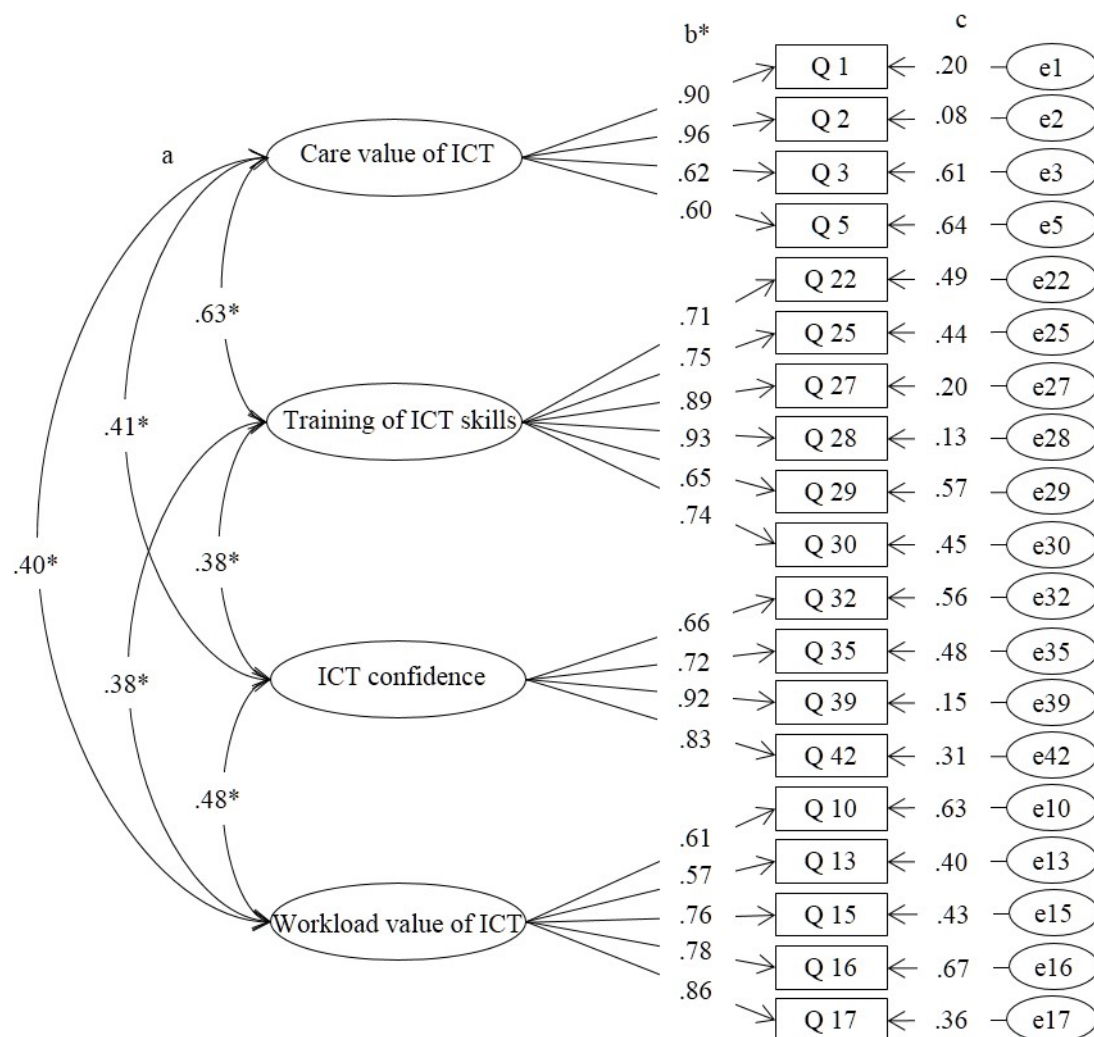 c
b*
Q 1
.20
e1
.90
Q 2
.08
e2
a
Care value of ICT
.96
.62
Q 3
.61
e3
.60
Q 5
.64
e5
Q 22
.49
e22
.63*
.71
Q 25
.44
e25
.75
Q 27
.20
e27
.89
.41*
Training of ICT skills
.93
Q 28
.13
e28
.65
Q 29
.57
e29
.74
Q 30
.45
e30
.40*
.38*
Q 32
.56
e32
.66
Q 35
.48
e35
.72
.38*
ICT confidence
.92
Q 39
.15
e39
.83
Q 42
.31
e42
.48*
Q 10
.63
e10
.61
Q 13
.40
e13
.57
Workload value of ICT
.76
Q 15
.43
e15
.78
Q 16
.67
e16
.86
Q 17
.36
e17